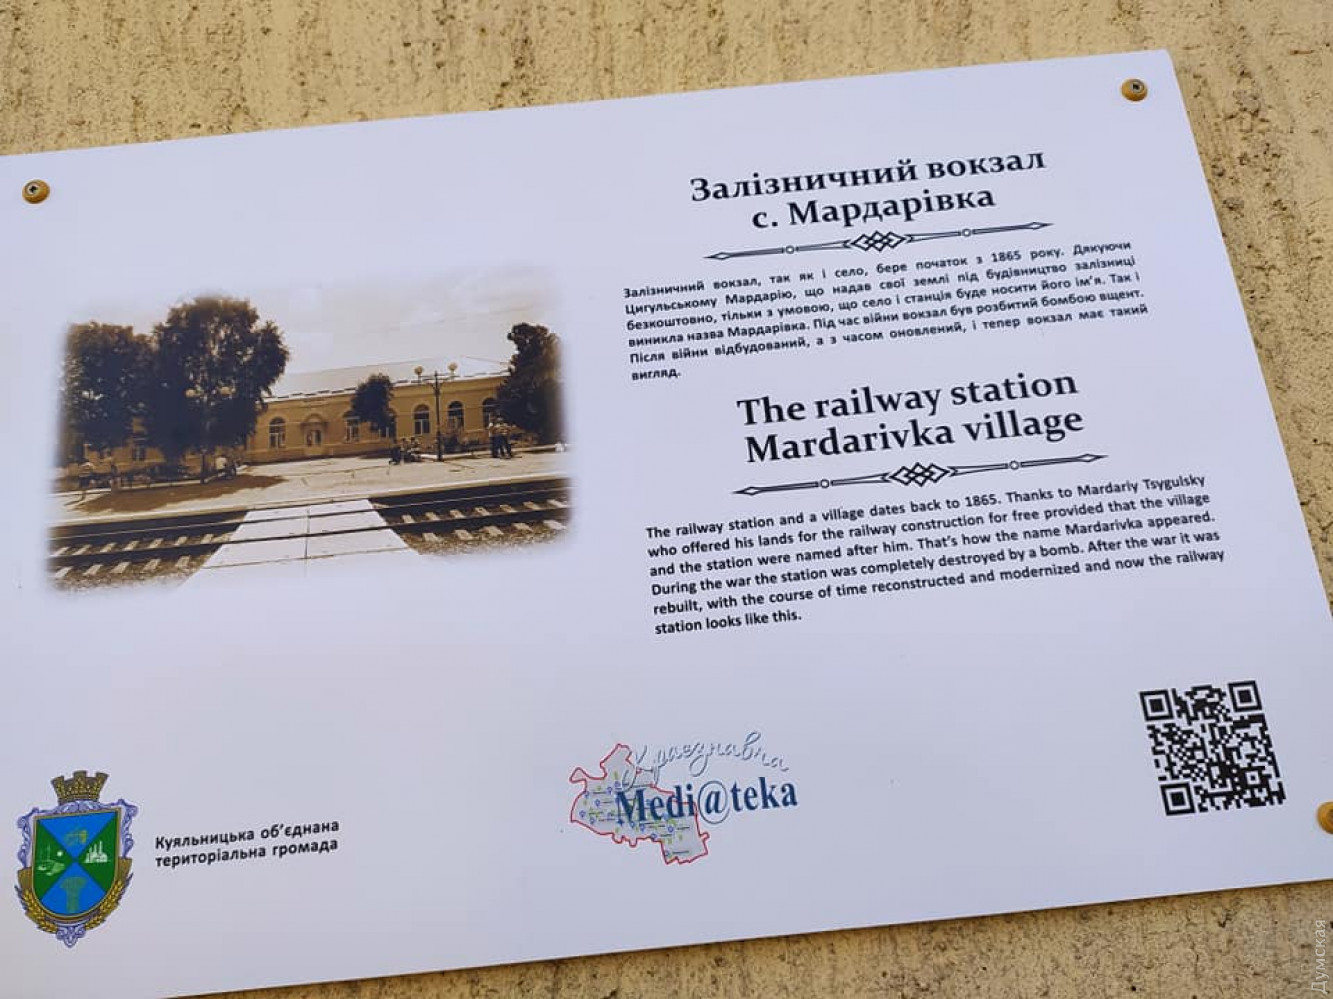 Залізничний вокзал
с. Мардарівка
Залізничний вокзал, так як і село, бере початок з 1865 року. Дякуючи
Цигульському Мардарію, що надав свої землі під будівництво залізниці
безкоштовно, тільки з умовою, що село і станція буде носити його ім'я. Так і
виникла назва Мардарівка. Під час війни вокзал був розбитий бомбою вщент.
Після війни відбудований, а з часом оновлений, і тепер вокзал має такий
вигляд.
The railway station
Mardarivka village
The railway station and a village dates back to 1865. Thanks to Mardariy Tsygulsky
who offered his lands for the railway construction for free provided that the village
and the station were named after him. That's how the name Mardarivka appeared.
During the war the station was completely destroyed by a bomb. After the war it was
rebuilt, with the course of time reconstructed and modernized and now the railway
station looks like this.
Краєзнавча
Medi@teka
Куяльницька об'єднана
територіальна громада
Думская